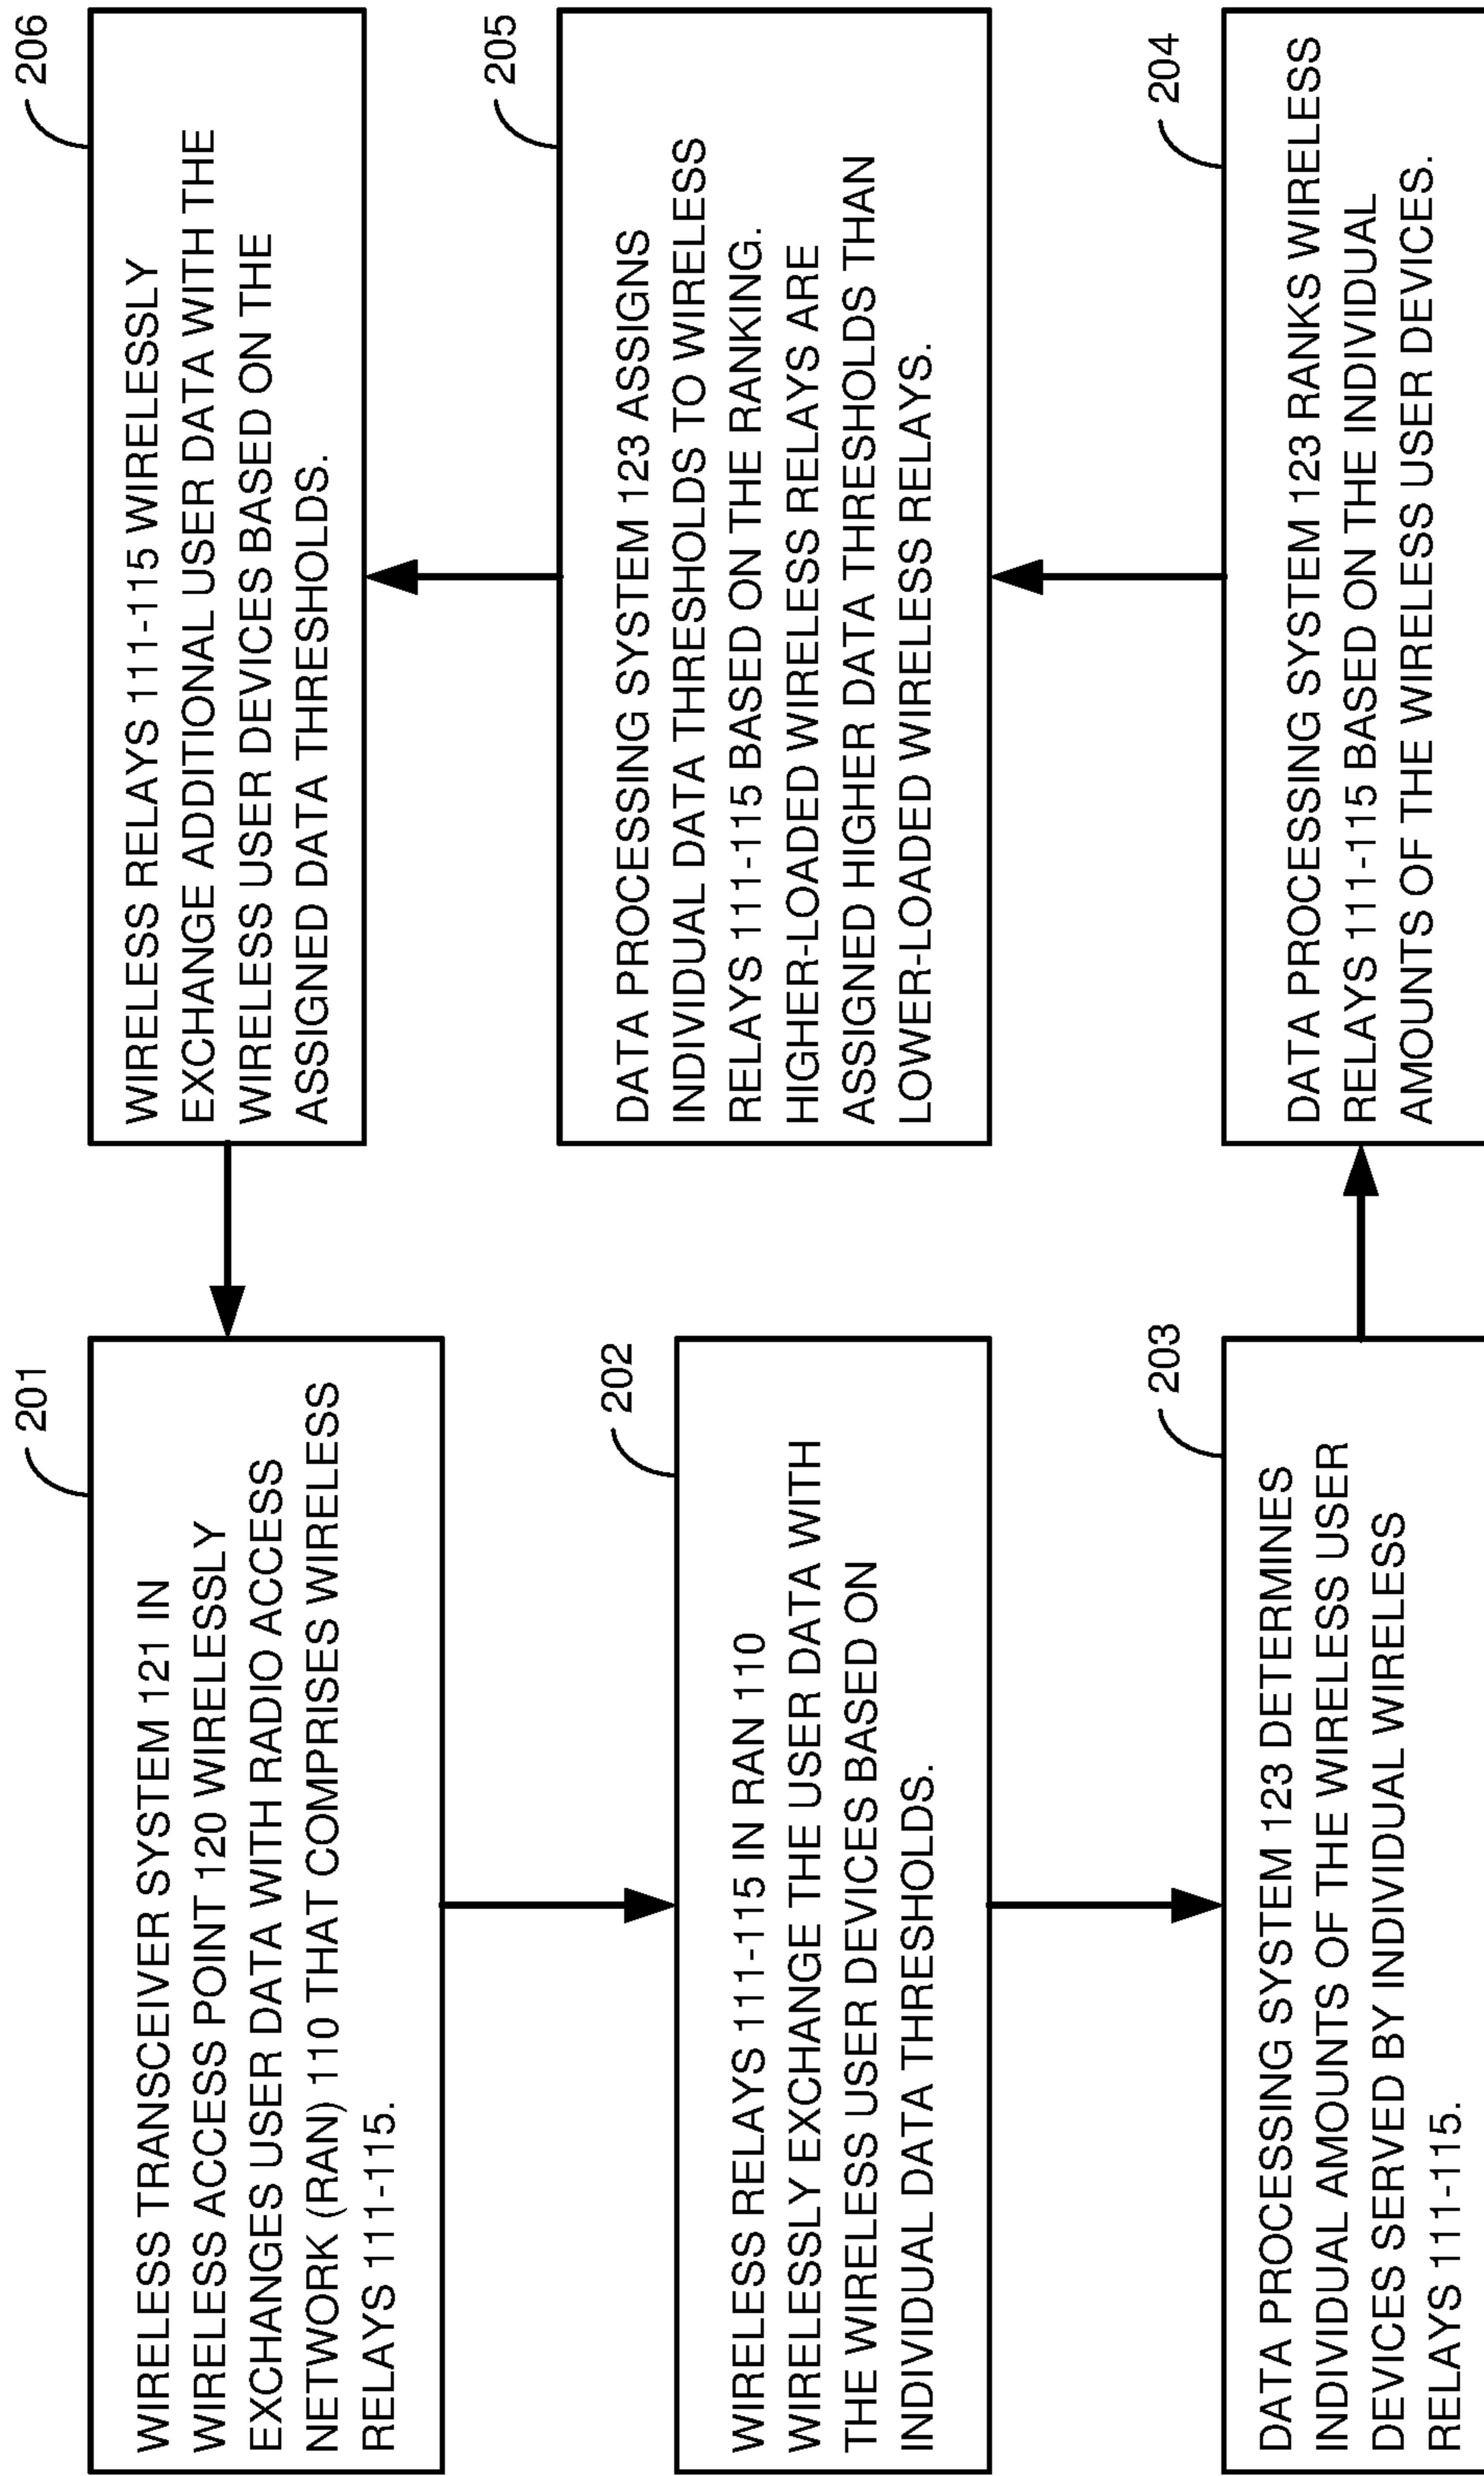 201
WIRELESS TRANSCEIVER SYSTEM 121 IN
WIRELESS ACCESS POINT 120 WIRELESSLY
EXCHANGES USER DATA WITH RADIO ACCESS
NETWORK (RAN) 110 THAT COMPRISES WIRELESS
RELAYS 111-115.
202
WIRELESS RELAYS 111-115 IN RAN 110
WIRELESSLY EXCHANGE THE USER DATA WITH
THE WIRELESS USER DEVICES BASED ON
INDIVIDUAL DATA THRESHOLDS.
203
DATA PROCESSING SYSTEM 123 DETERMINES
INDIVIDUAL AMOUNTS OF THE WIRELESS USER
DEVICES SERVED BY INDIVIDUAL WIRELESS
RELAYS 111-115.
204
DATA PROCESSING SYSTEM 123 RANKS WIRELESS
RELAYS 111-115 BASED ON THE INDIVIDUAL
AMOUNTS OF THE WIRELESS USER DEVICES.
205
DATA PROCESSING SYSTEM 123 ASSIGNS
INDIVIDUAL DATA THRESHOLDS TO WIRELESS
RELAYS 111-115 BASED ON THE RANKING.
HIGHER-LOADED WIRELESS RELAYS ARE
ASSIGNED HIGHER DATA THRESHOLDS THAN
LOWER-LOADED WIRELESS RELAYS.
206
WIRELESS RELAYS 111-115 WIRELESSLY
EXCHANGE ADDITIONAL USER DATA WITH THE
WIRELESS USER DEVICES BASED ON THE
ASSIGNED DATA THRESHOLDS.